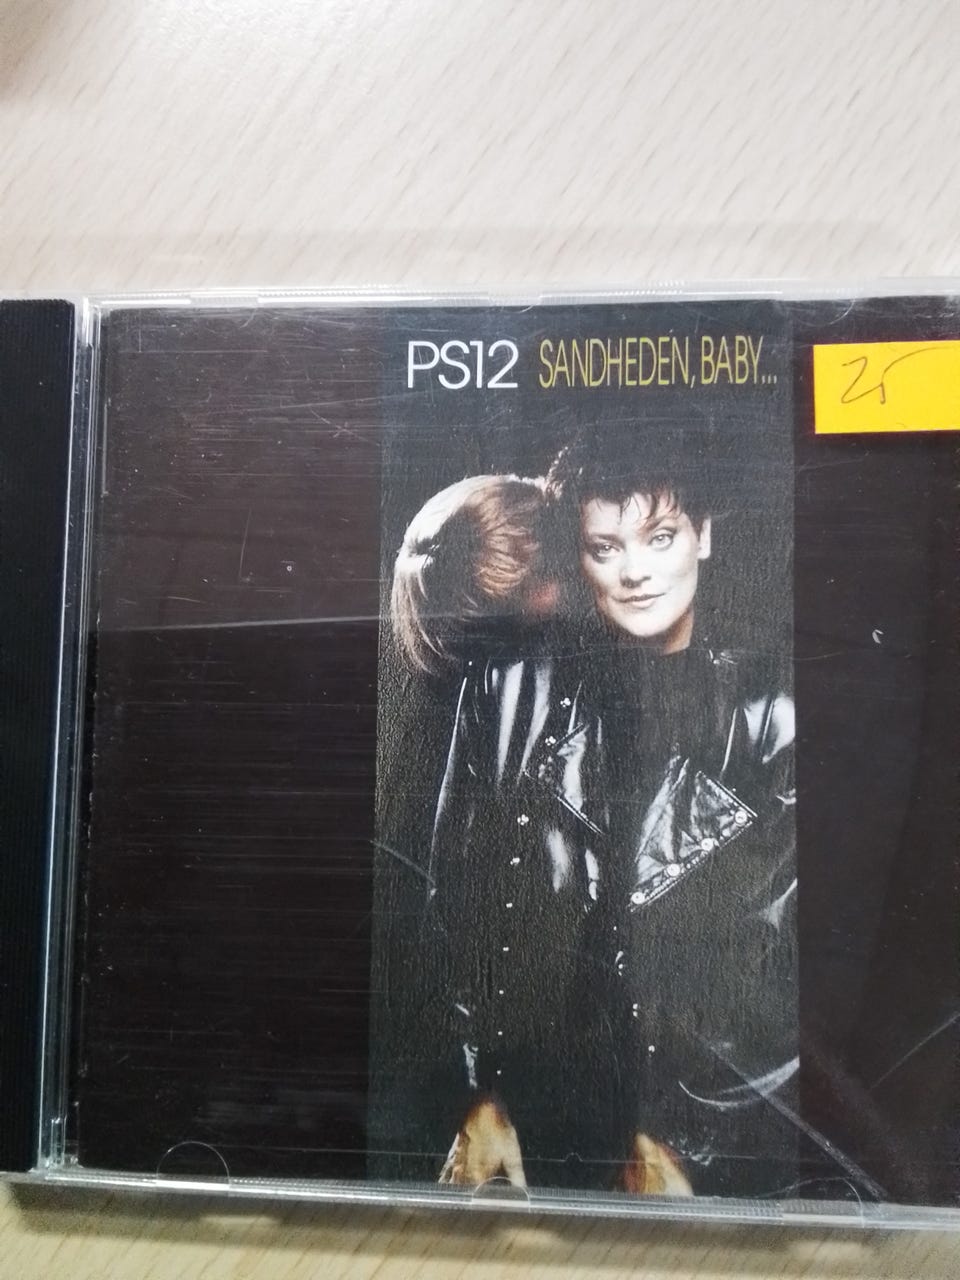 PS12 SANDHEDEN, BABY...
25